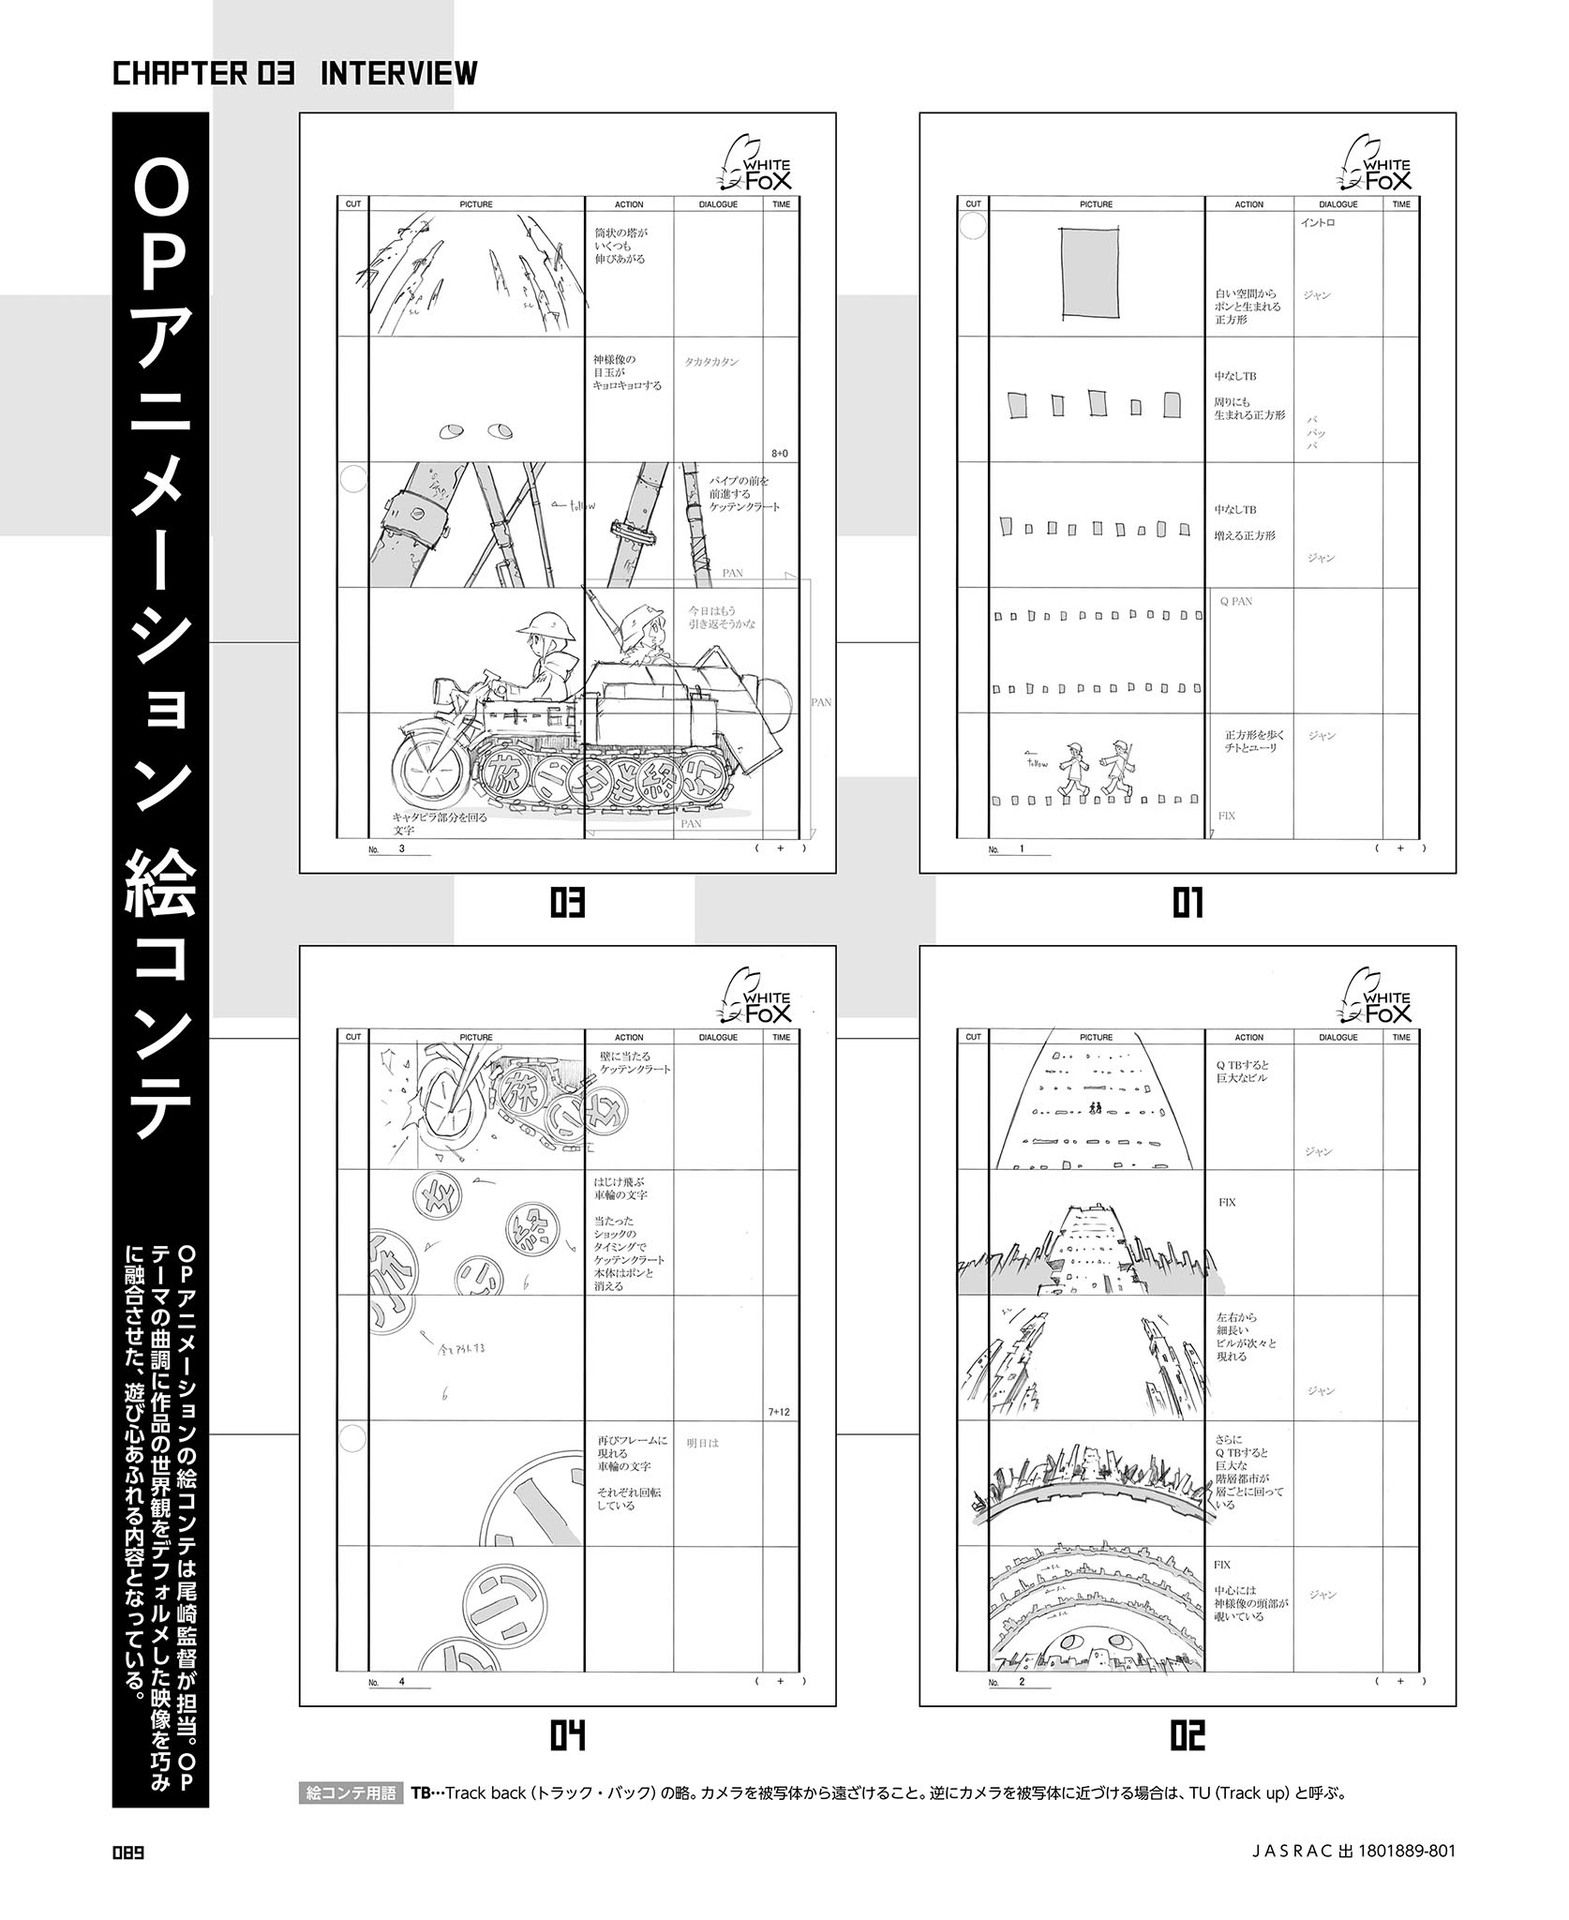 CHAPTER 03 INTERVIEW
OPアニメーション 絵コンテ
OPアニメーションの絵コンテは尾崎監督が担当。OP
テーマの曲調に作品の世界観をデフォルメした映像を巧み
に融合させた、遊び心あふれる内容となっている。
WHITE
FOX
CUT PICTURE ACTION DIALOGUE TIME
イントロ
白い空間から
ポンと生まれる
正方形
ジャン
中なしTB
周りにも
生まれる正方形
パ
パッ
パ
中なしTB
増える正方形
ジャン
Q PAN
正方形を歩く
チトとユーリ
ジャン
follow
FIX
No. 1
( + )
01
WHITE
FOX
CUT PICTURE ACTION DIALOGUE TIME
Q TBすると
巨大なビル
ジャン
FIX
左右から
細長い
ビルが次々と
現れる
ジャン
さらに
Q TBすると
巨大な
階層都市が
層ごとに回って
いる
FIX
中心には
神様像の頭部が
覗いている
ジャン
No. 2
( + )
02
WHITE
FOX
CUT PICTURE ACTION DIALOGUE TIME
筒状の塔が
いくつも
伸びあがる
神様像の
目玉が
キョロキョロする
タカタカタン
8+0
follow
パイプの前を
前進する
ケッテンクラート
PAN
今日はもう
引き返そうかな
PAN
旅 少 女 終 行
キャタピラ部分を回る
文字
PAN
No. 3
( + )
03
WHITE
FOX
CUT PICTURE ACTION DIALOGUE TIME
壁に当たる
ケッテンクラート
旅 少 女
はじけ飛ぶ
車輪の文字
当たった
ショックの
タイミングで
ケッテンクラート
本体はポンと
消える
女 終 旅 少
6
6
7+12
再びフレームに
現れる
車輪の文字
それぞれ回転
している
明日は
No. 4
( + )
04
絵コンテ用語 TB…Track back(トラック・バック)の略。カメラを被写体から遠ざけること。逆にカメラを被写体に近づける場合は、TU(Track up)と呼ぶ。
089
JASRAC 出 1801889-801